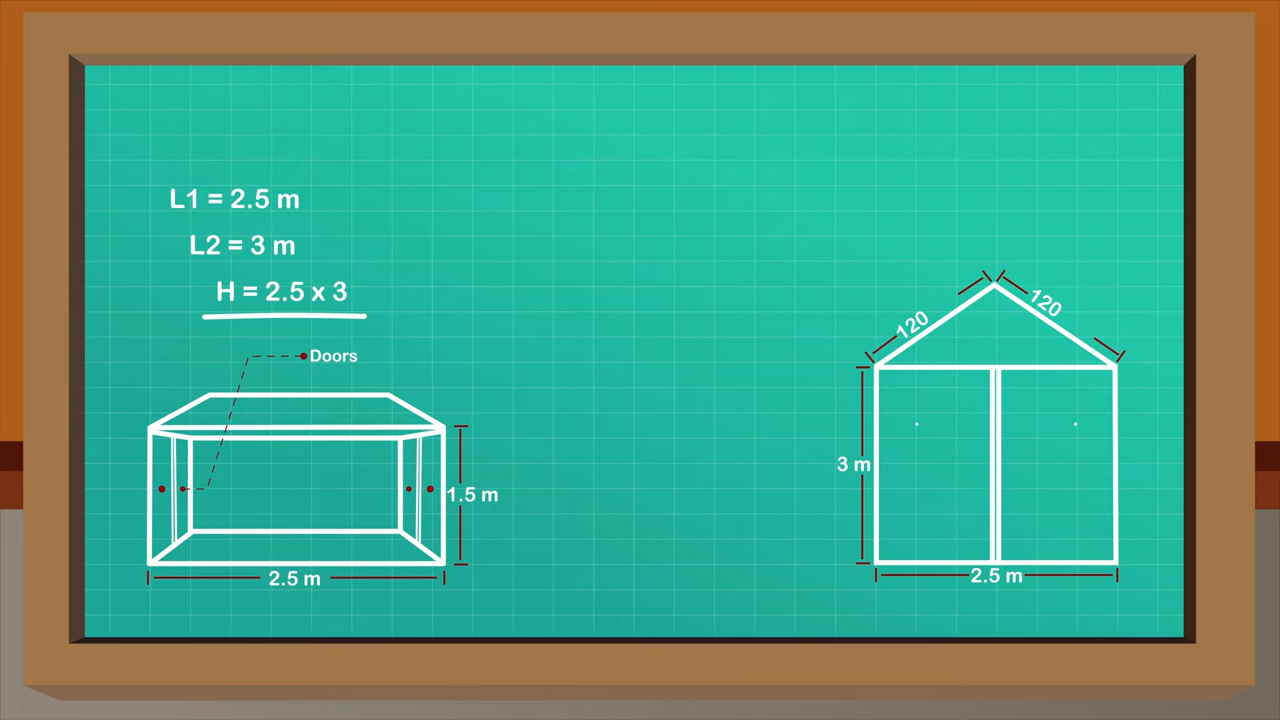 L1 = 2.5 m
L2 = 3 m
H = 2.5 x 3
Doors
1.5 m
2.5 m
120
120
3 m
2.5 m